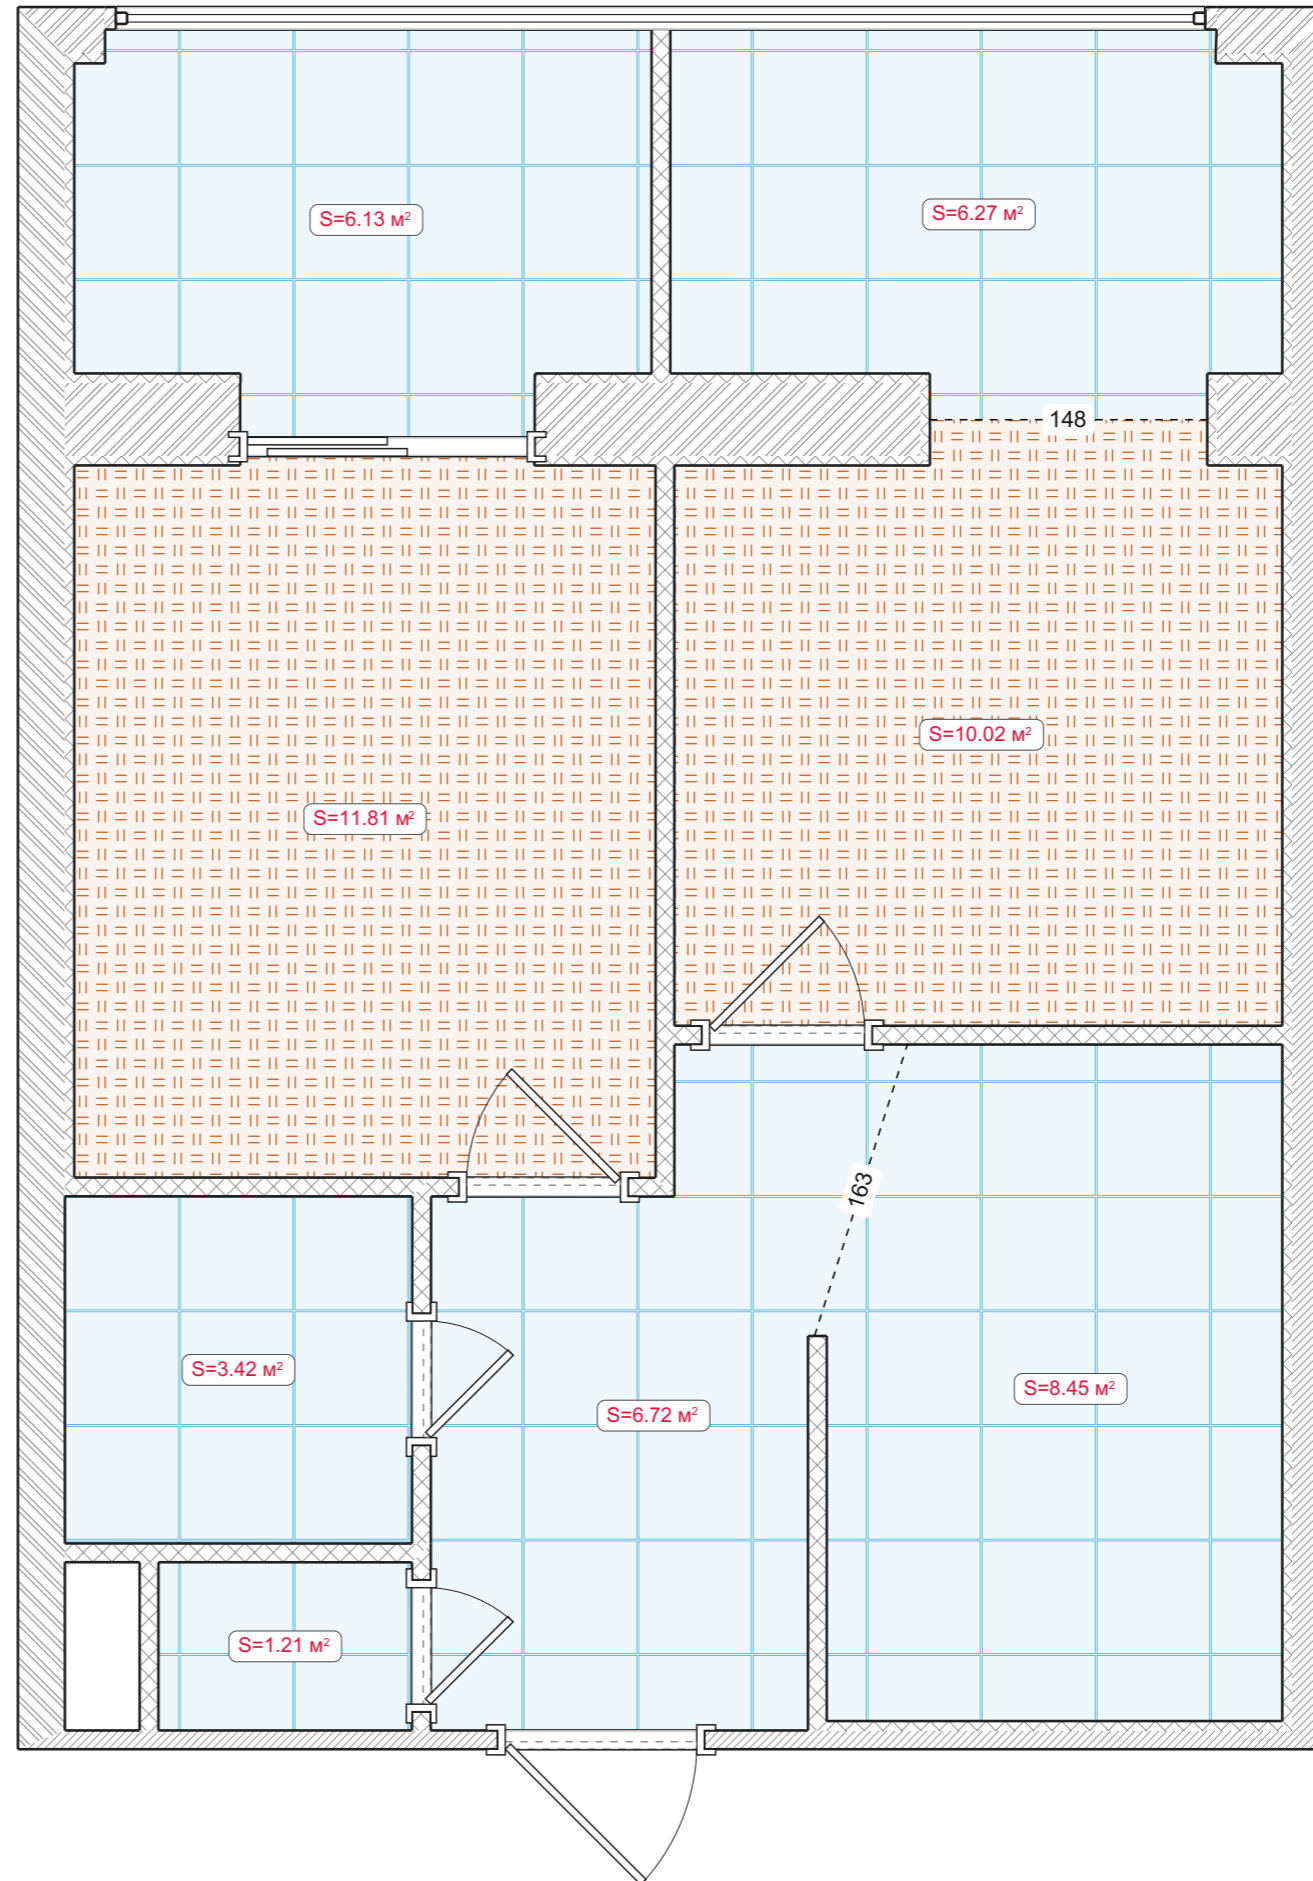 S=6.13 м²
S=6.27 м²
148
S=10.02 м²
S=11.81 м²
163
S=3.42 м²
S=8.45 м²
S=6.72 м²
S=1.21 м²